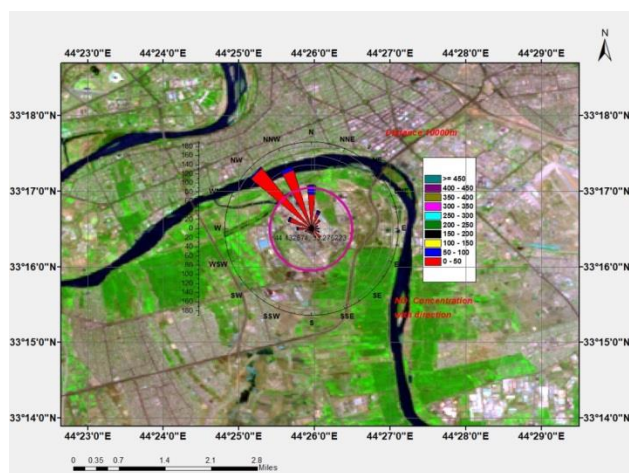 N
44°23'0"E 44°24'0"E 44°25'0"E 44°26'0"E 44°27'0"E 44°28'0"E 44°29'0"E
33°18'0"N 33°18'0"N
33°17'0"N 33°17'0"N
33°16'0"N 33°16'0"N
33°15'0"N 33°15'0"N
33°14'0"N 33°14'0"N
N
NNW NNE
NW
W E
WSW
SW SE
SSW SSE
S
10000m
>= 450
400 - 450
350 - 400
300 - 350
250 - 300
200 - 250
150 - 200
100 - 150
50 - 100
0 - 50
Concentration
direction
44°23'0"E 44°24'0"E 44°25'0"E 44°26'0"E 44°27'0"E 44°28'0"E 44°29'0"E
0 0.35 0.7 1.4 2.1 2.8
Miles